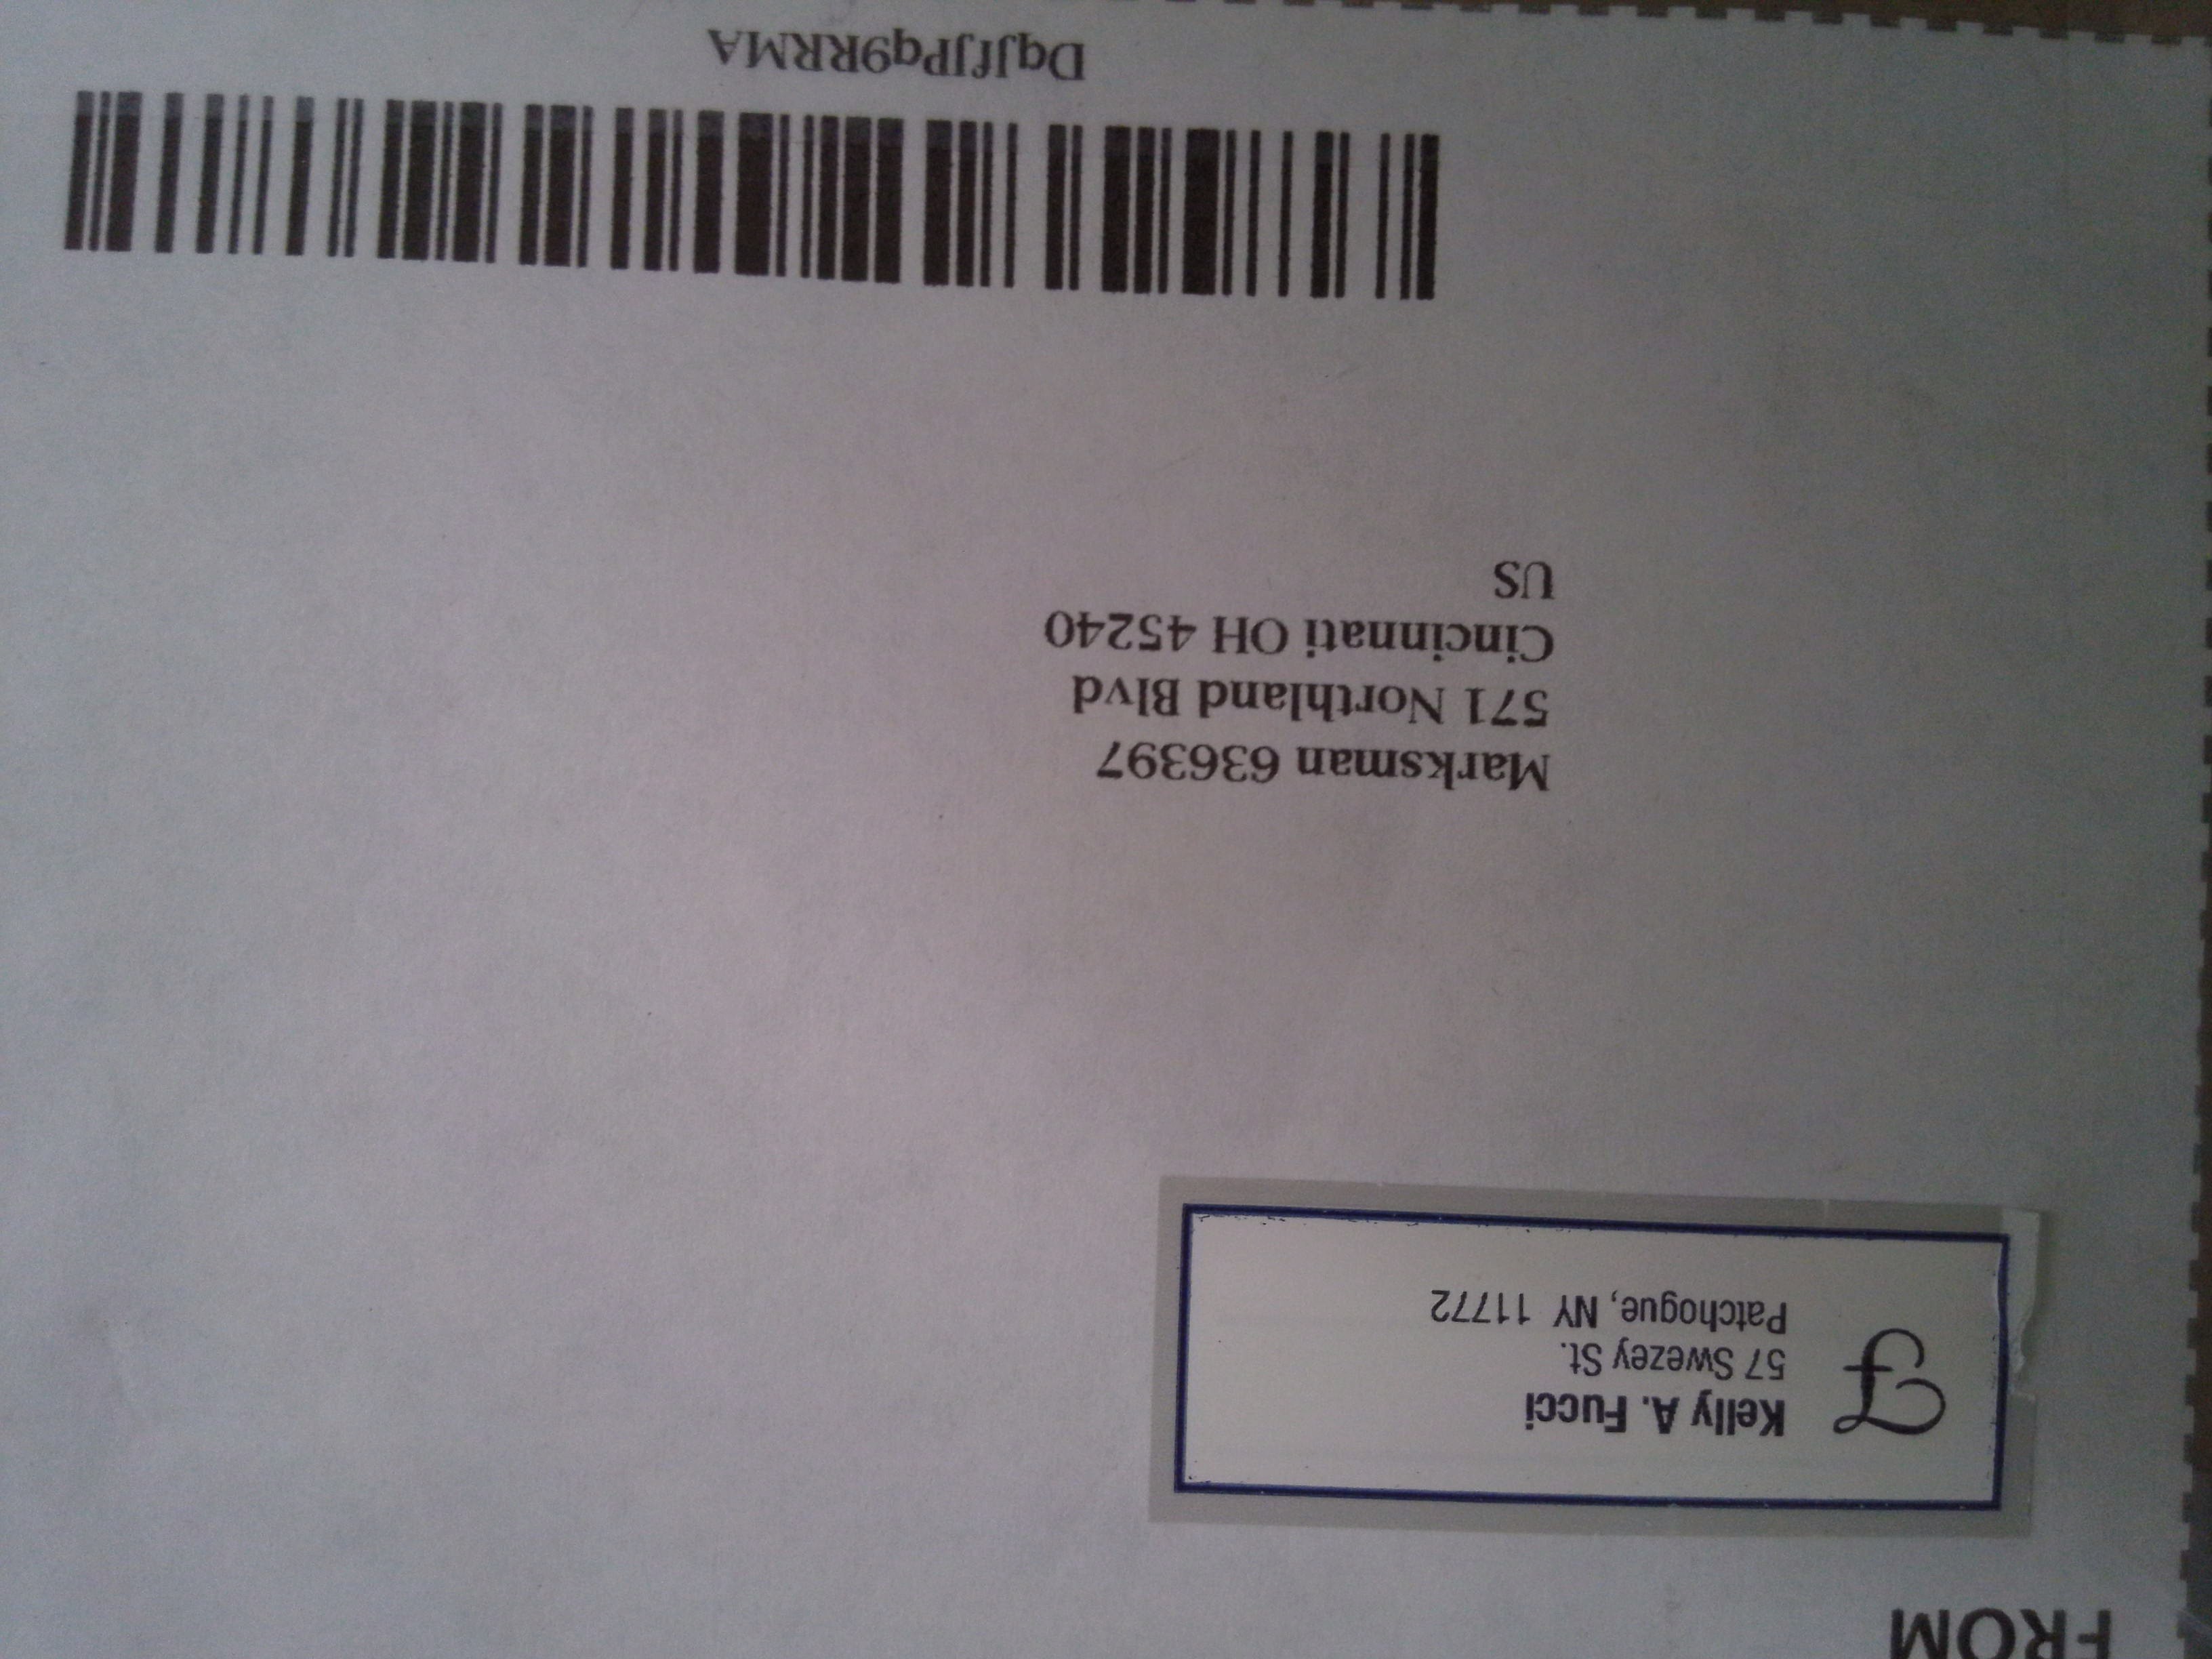 FROM
F
Kelly A. Fucci
57 Swezey St.
Patchogue, NY 11772
Marksman 636397
571 Northland Blvd
Cincinnati OH 45240
US
DqJfJPq9RRMA